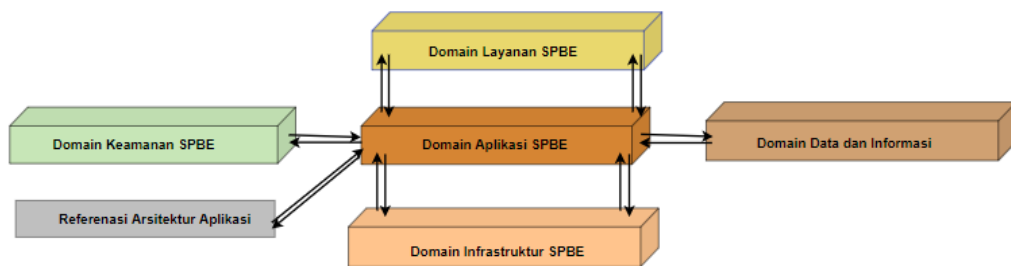 Domain Layanan SPBE
Domain Keamanan SPBE
Domain Aplikasi SPBE
Domain Data dan Informasi
Referenasi Arsitektur Aplikasi
Domain Infrastruktur SPBE